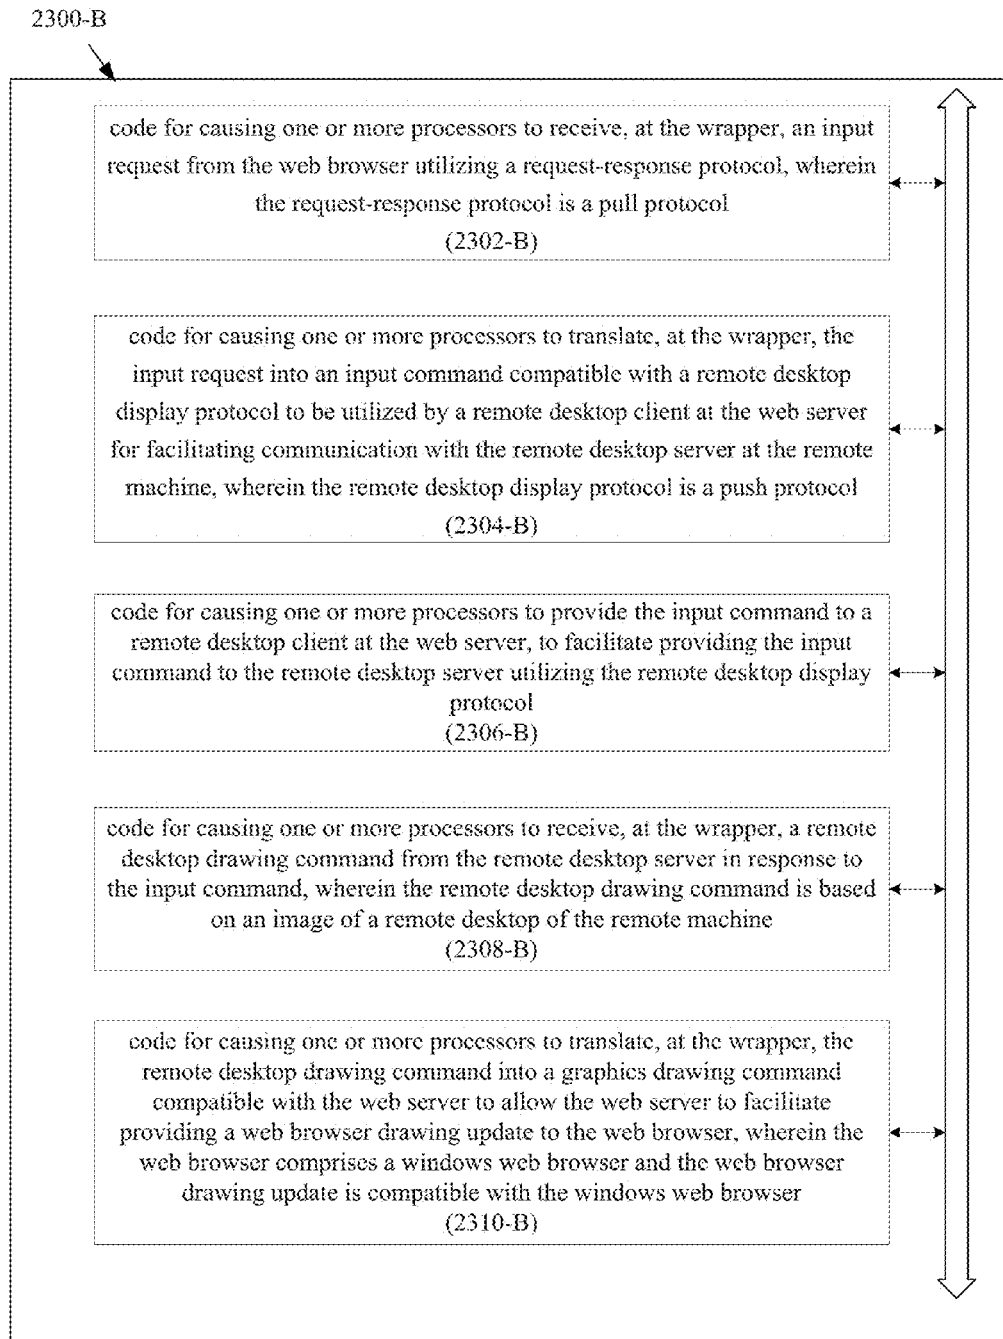 2300-B
code for causing one or more processors to receive, at the wrapper, an input
request from the web browser utilizing a request-response protocol, wherein
the request-response protocol is a pull protocol
(2302-B)
code for causing one or more processors to translate, at the wrapper, the
input request into an input command compatible with a remote desktop
display protocol to be utilized by a remote desktop client at the web server
for facilitating communication with the remote desktop server at the remote
machine, wherein the remote desktop display protocol is a push protocol
(2304-B)
code for causing one or more processors to provide the input command to a
remote desktop client at the web server, to facilitate providing the input
command to the remote desktop server utilizing the remote desktop display
protocol
(2306-B)
code for causing one or more processors to receive, at the wrapper, a remote
desktop drawing command from the remote desktop server in response to
the input command, wherein the remote desktop drawing command is based
on an image of a remote desktop of the remote machine
(2308-B)
code for causing one or more processors to translate, at the wrapper, the
remote desktop drawing command into a graphics drawing command
compatible with the web server to allow the web server to facilitate
providing a web browser drawing update to the web browser, wherein the
web browser comprises a windows web browser and the web browser
drawing update is compatible with the windows web browser
(2310-B)